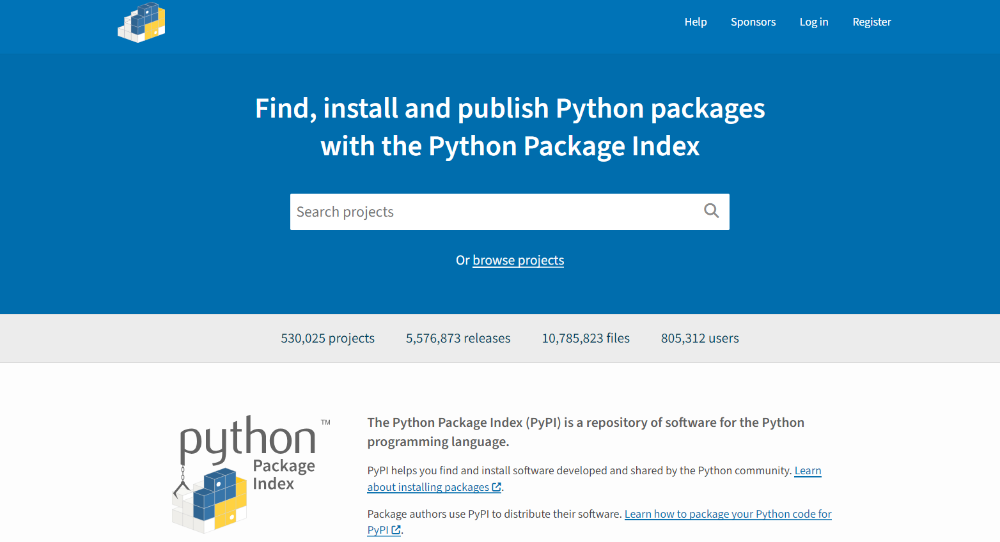 Help Sponsors Log in Register
Find, install and publish Python packages
with the Python Package Index
Search projects
Or browse projects
530,025 projects 5,576,873 releases 10,785,823 files 805,312 users
python™
Package
Index
The Python Package Index (PyPI) is a repository of software for the Python
programming language.
PyPI helps you find and install software developed and shared by the Python community. Learn
about installing packages.
Package authors use PyPI to distribute their software. Learn how to package your Python code for
PyPI.